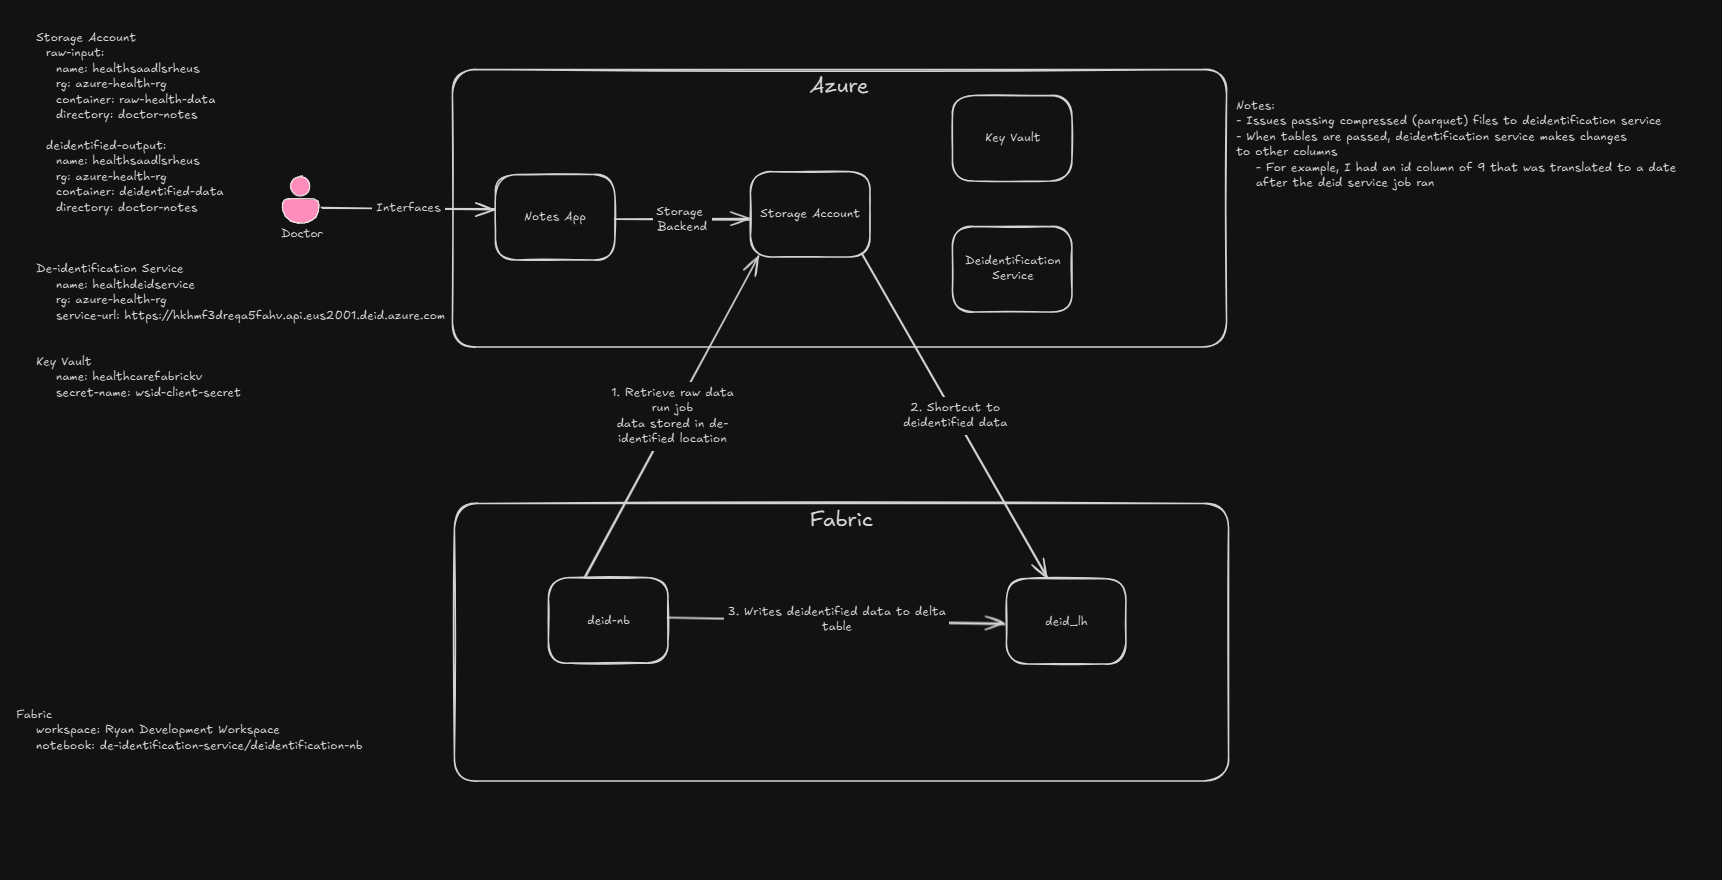 Storage Account
raw-input:
name: healthsaadlsrheus
rg: azure-health-rg
container: raw-health-data
directory: doctor-notes
deidentified-output:
name: healthsaadlsrheus
rg: azure-health-rg
container: deidentified-data
directory: doctor-notes
Doctor
De-identification Service
name: healthdeidservice
rg: azure-health-rg
service-url: https://hkhmf3dreqa5fahv.api.eus2001.deid.azure.com
Key Vault
name: healthcarefabrickv
secret-name: wsid-client-secret
Interfaces
Azure
Notes App
Storage
Backend
Storage Account
Key Vault
Deidentification
Service
Notes:
- Issues passing compressed (parquet) files to deidentification service
- When tables are passed, deidentification service makes changes
to other columns
- For example, I had an id column of 9 that was translated to a date
after the deid service job ran
1. Retrieve raw data
run job
data stored in de-
identified location
2. Shortcut to
deidentified data
Fabric
deid-nb
3. Writes deidentified data to delta
table
deid_lh
Fabric
workspace: Ryan Development Workspace
notebook: de-identification-service/deidentification-nb